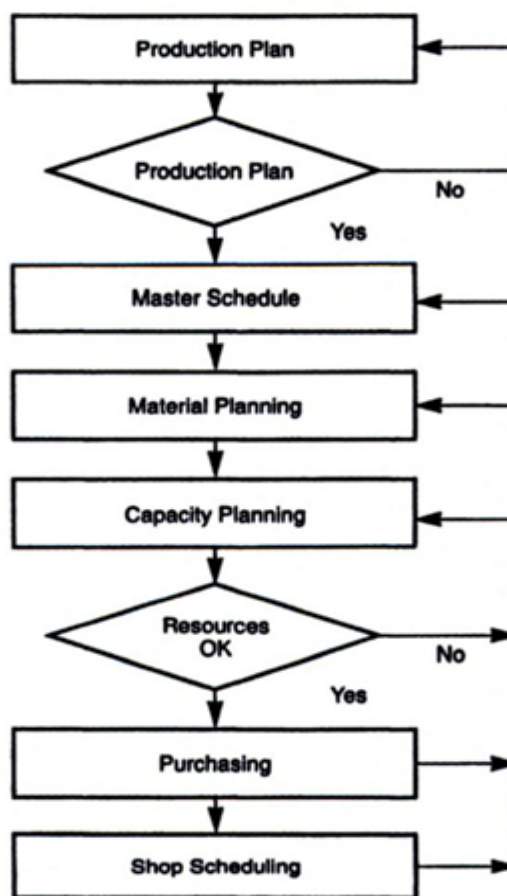 Production Plan
Production Plan
No
Yes
Master Schedule
Material Planning
Capacity Planning
Resources
OK
No
Yes
Purchasing
Shop Scheduling